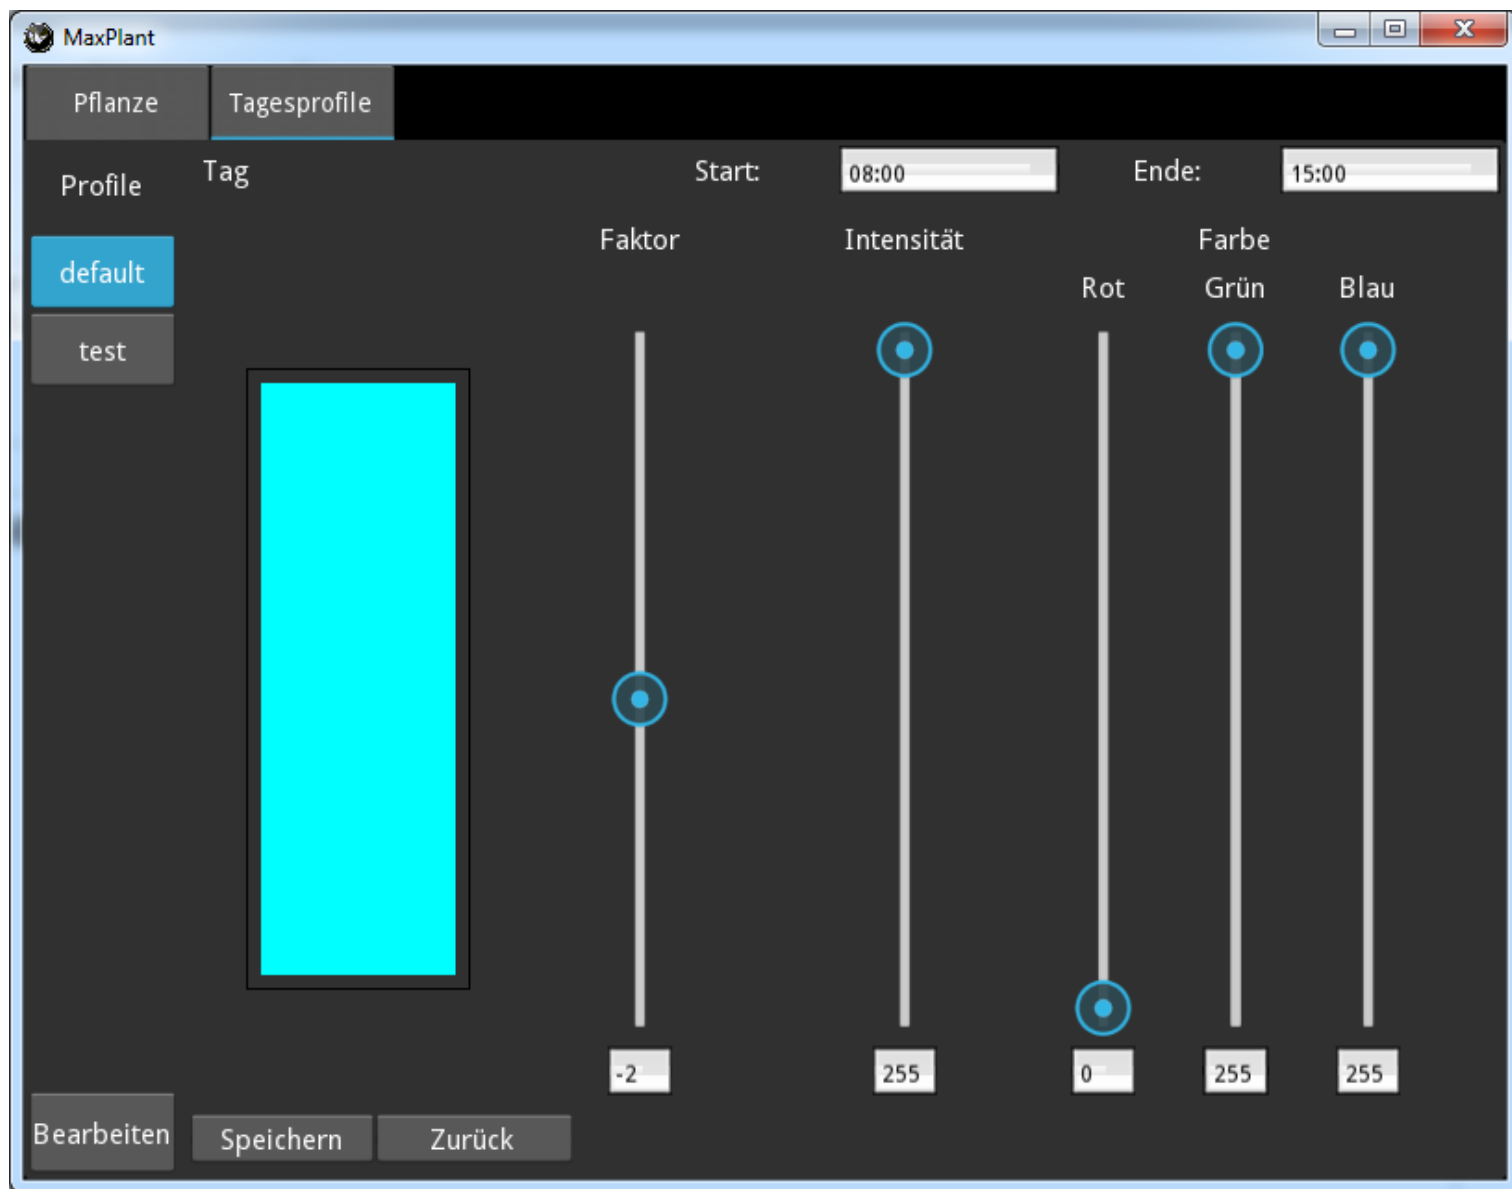 MaxPlant
Pflanze Tagesprofile
Profile Tag Start: 08:00 Ende: 15:00
Faktor Intensität Farbe
default
Rot Grün Blau
test
-2 255 0 255 255
Bearbeiten Speichern Zurück